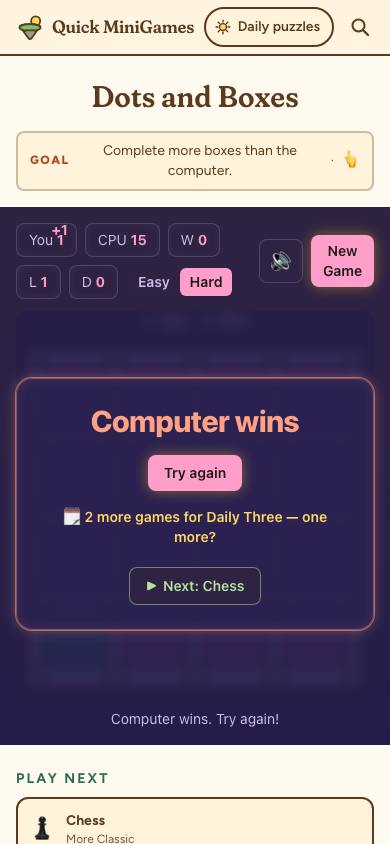 Quick MiniGames
Daily puzzles
Dots and Boxes
GOAL
Complete more boxes than the
computer.
+1
You 1
CPU 15
W 0
L 1
D 0
Easy
Hard
New
Game
Computer wins
Try again
2 more games for Daily Three — one
more?
Next: Chess
Computer wins. Try again!
PLAY NEXT
Chess
More Classic